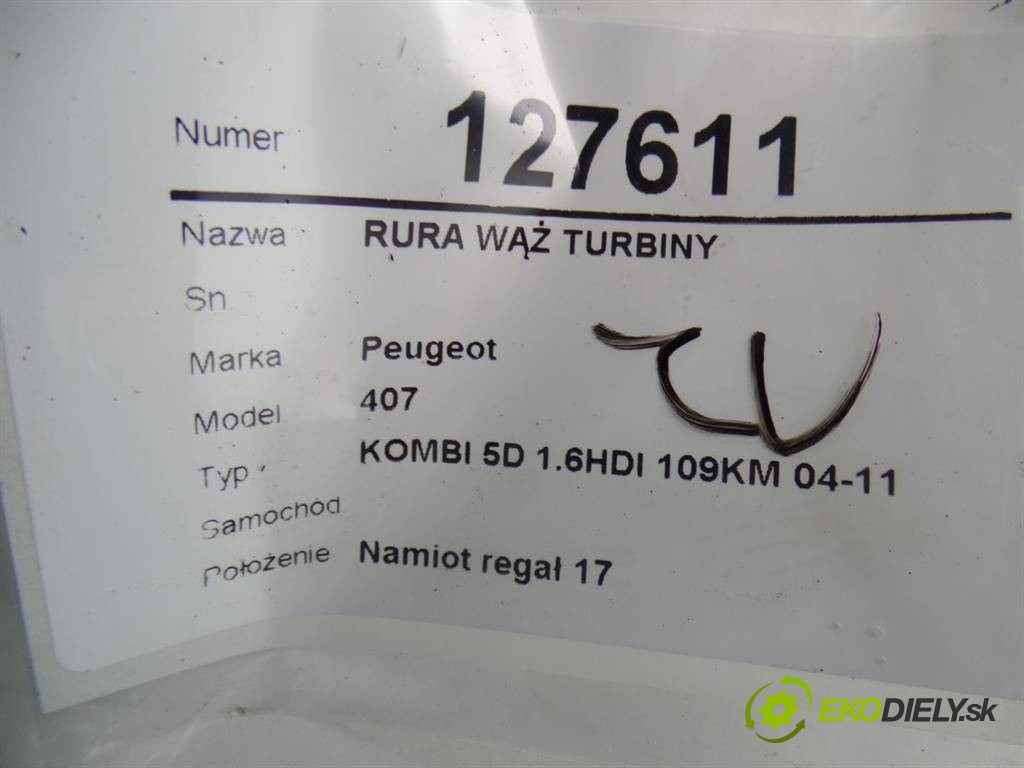 Numer 127611
Nazwa RURA WĄŻ TURBINY
Sn
Marka Peugeot
Model 407
Typ KOMBI 5D 1.6HDI 109KM 04-11
Samochód
Położenie Namiot regał 17
EKODIELY.sk